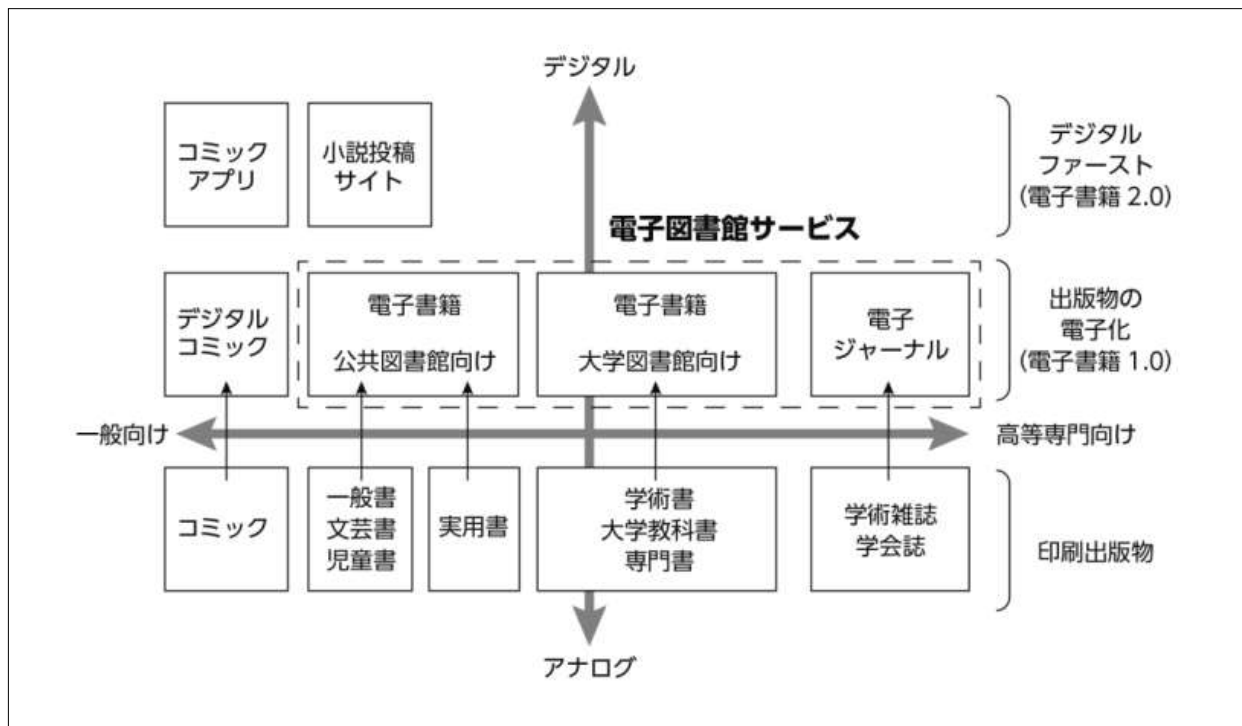 デジタル
コミック
アプリ
小説投稿
サイト
デジタル
ファースト
(電子書籍 2.0)
電子図書館サービス
デジタル
コミック
電子書籍
公共図書館向け
電子書籍
大学図書館向け
電子
ジャーナル
出版物の
電子化
(電子書籍 1.0)
一般向け
高等専門向け
コミック
一般書
文芸書
児童書
実用書
学術書
大学教科書
専門書
学術雑誌
学会誌
印刷出版物
アナログ